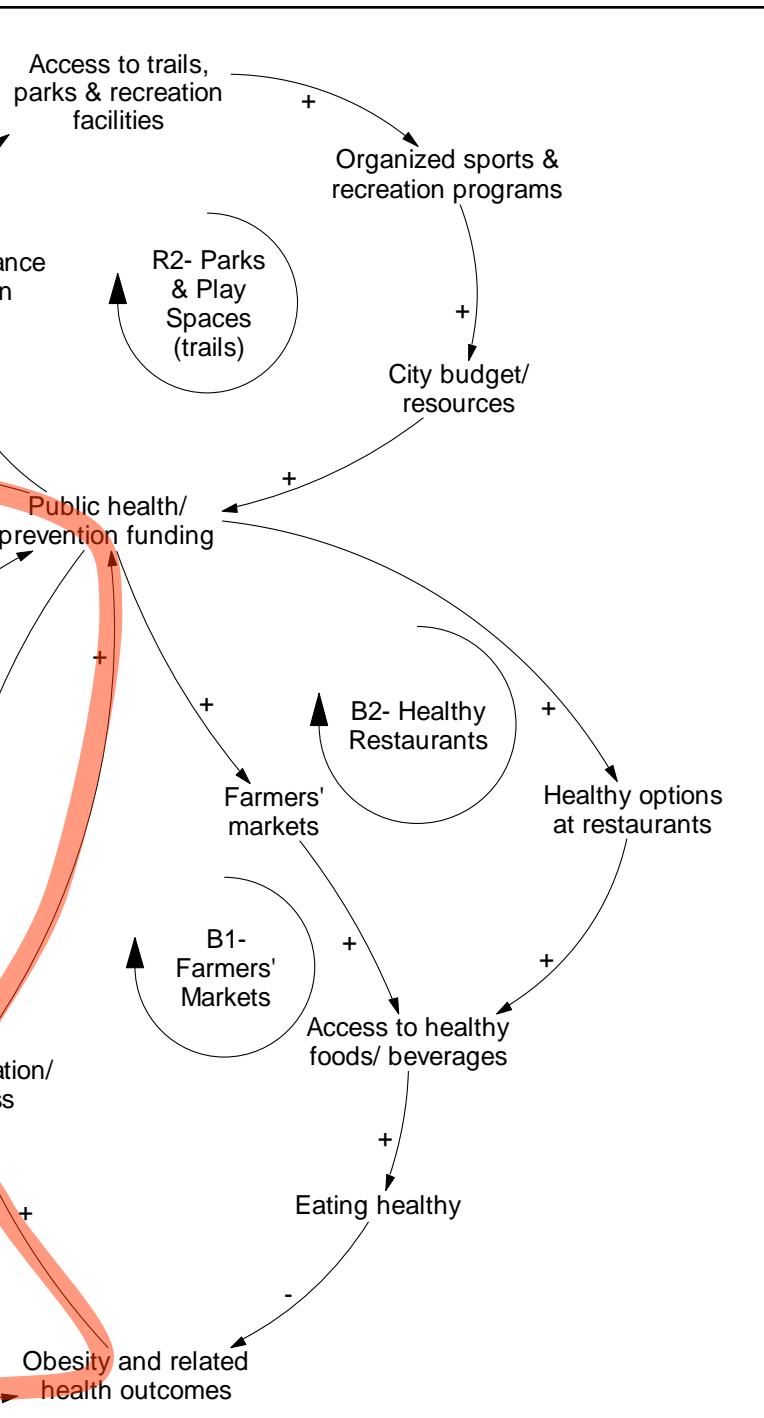 Access to trails,
parks & recreation
facilities
+
Organized sports &
recreation programs
R2- Parks
& Play
Spaces
(trails)
+
City budget/
resources
+
Public health/
prevention funding
+
+
+
B2- Healthy
Restaurants
Farmers'
markets
Healthy options
at restaurants
B1-
Farmers'
Markets
+
+
Access to healthy
foods/ beverages
+
Eating healthy
+
-
Obesity and related
health outcomes